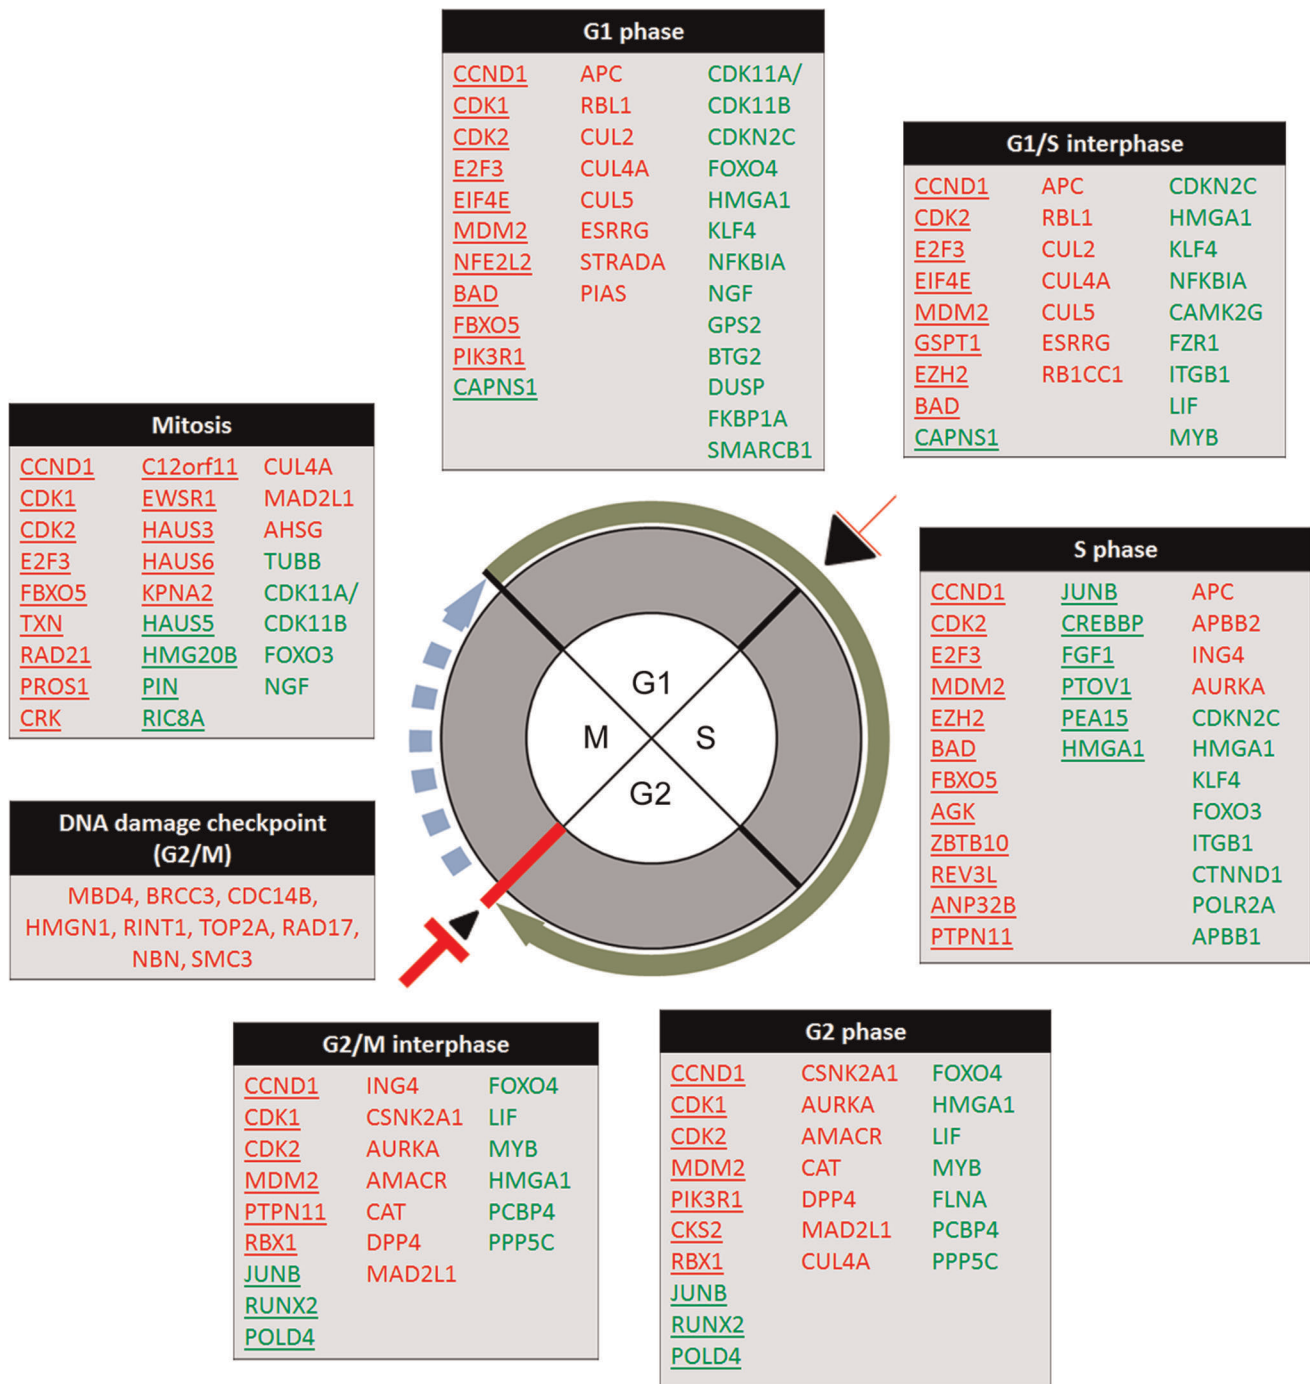 G1 phase
CCND1 APC CDK11A/
CDK1 RBL1 CDK11B
CDK2 CUL2 CDKN2C
E2F3 CUL4A FOXO4
EIF4E CUL5 HMGA1
MDM2 ESRRG KLF4
NFE2L2 STRADA NFKBIA
BAD PIAS NGF
FBXO5 GPS2
PIK3R1 BTG2
CAPNS1 DUSP
FKBP1A
SMARCB1
G1/S interphase
CCND1 APC CDKN2C
CDK2 RBL1 HMGA1
E2F3 CUL2 KLF4
EIF4E CUL4A NFKBIA
MDM2 CUL5 CAMK2G
GSPT1 ESRRG FZR1
EZH2 RB1CC1 ITGB1
BAD LIF
CAPNS1 MYB
Mitosis
CCND1 C12orf11 CUL4A
CDK1 EWSR1 MAD2L1
CDK2 HAUS3 AHSG
E2F3 HAUS6 TUBB
FBXO5 KPNA2 CDK11A/
TXN HAUS5 CDK11B
RAD21 HMG20B FOXO3
PROS1 PIN NGF
CRK RIC8A
S phase
CCND1 JUNB APC
CDK2 CREBBP APBB2
E2F3 FGF1 ING4
MDM2 PTOV1 AURKA
EZH2 PEA15 CDKN2C
BAD HMGA1 HMGA1
FBXO5 KLF4
AGK FOXO3
ZBTB10 ITGB1
REV3L CTNND1
ANP32B POLR2A
PTPN11 APBB1
G1
M S
G2
DNA damage checkpoint
(G2/M)
MBD4, BRCC3, CDC14B,
HMGN1, RINT1, TOP2A, RAD17,
NBN, SMC3
G2/M interphase
CCND1 ING4 FOXO4
CDK1 CSNK2A1 LIF
CDK2 AURKA MYB
MDM2 AMACR HMGA1
PTPN11 CAT PCBP4
RBX1 DPP4 PPP5C
JUNB MAD2L1
RUNX2
POLD4
G2 phase
CCND1 CSNK2A1 FOXO4
CDK1 AURKA HMGA1
CDK2 AMACR LIF
MDM2 CAT MYB
PIK3R1 DPP4 FLNA
CKS2 MAD2L1 PCBP4
RBX1 CUL4A PPP5C
JUNB
RUNX2
POLD4